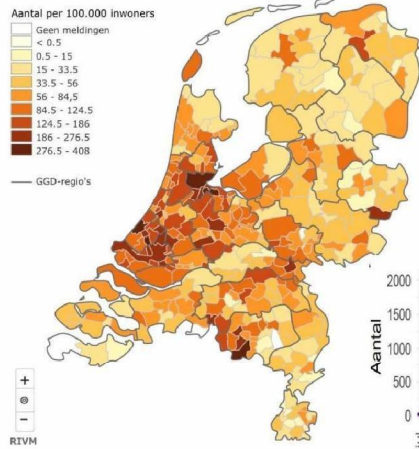 Aantal per 100.000 inwoners
Geen meldingen
< 0.5
0.5 - 15
15 - 33.5
33.5 - 56
56 - 84,5
84.5 - 124.5
124.5 - 186
186 - 276.5
276.5 - 408
GGD-regio's
2000
1500
1000
500
0
Aantal
+
−
RIVM